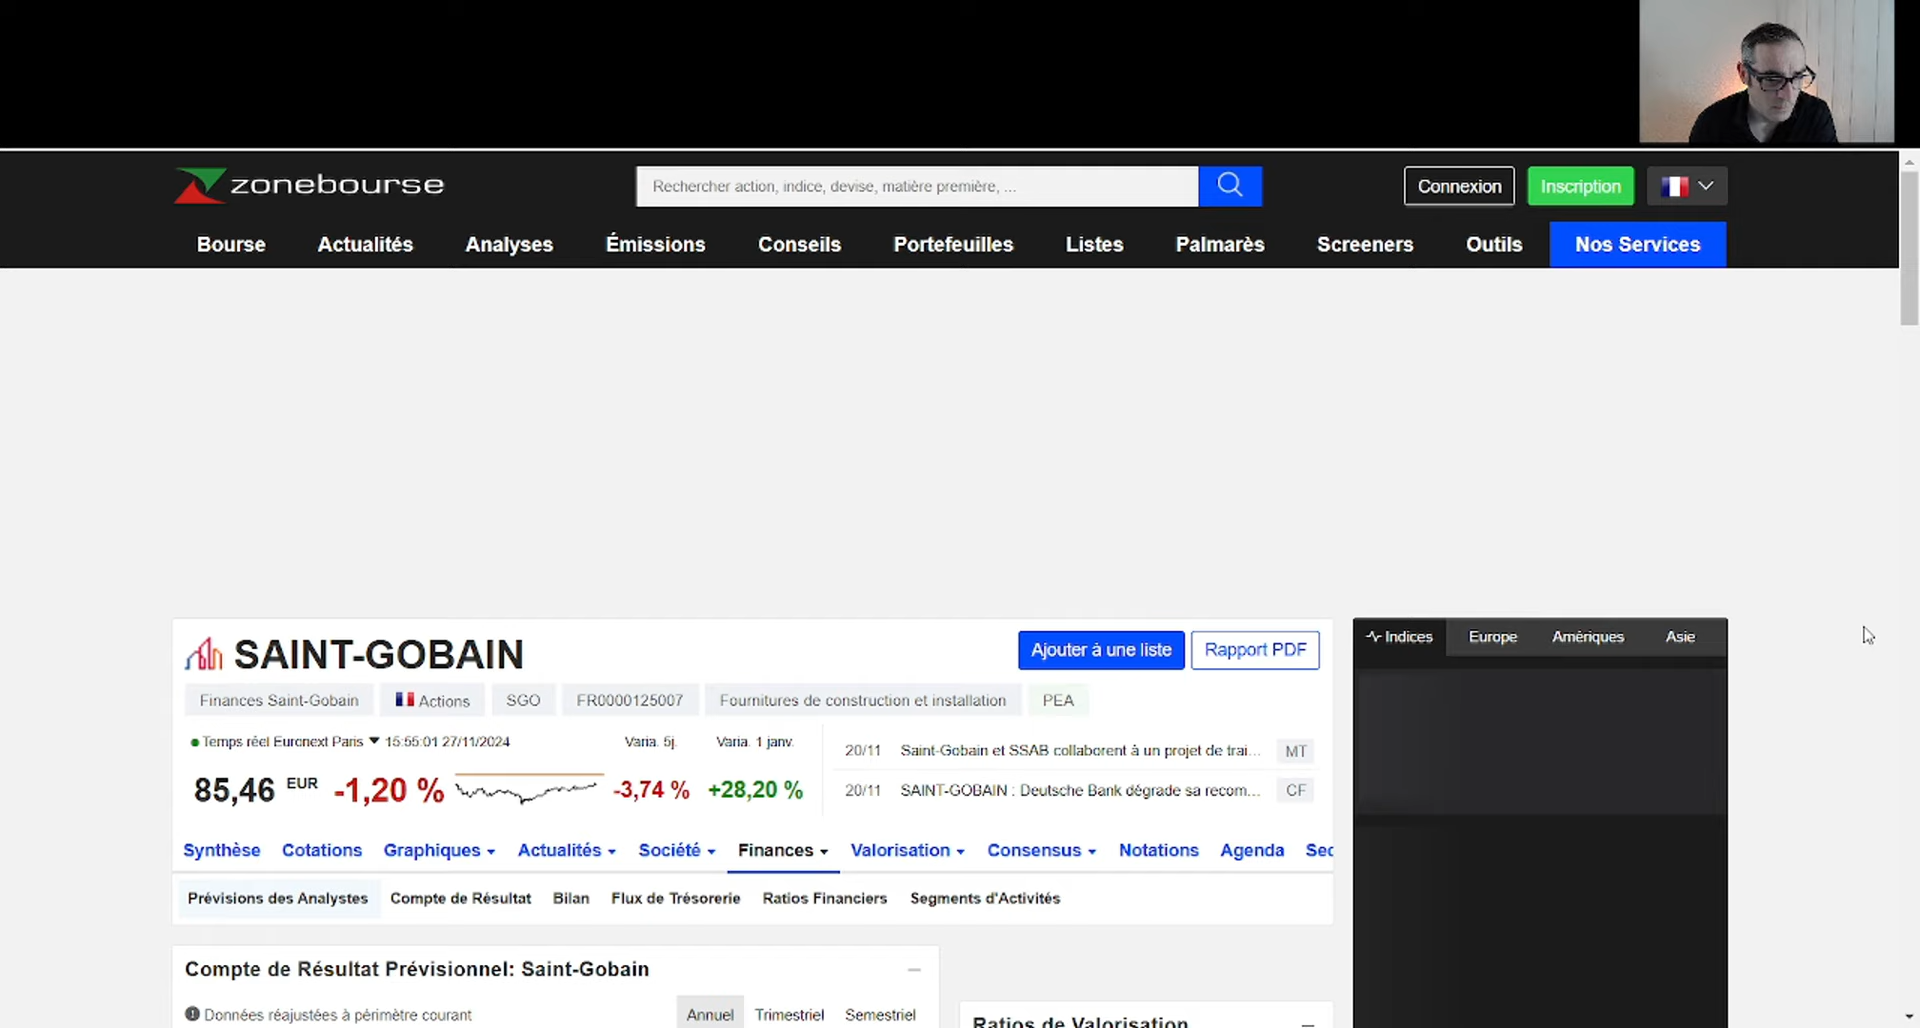 zonebourse
Rechercher action, indice, devise, matière première, ...
Connexion
Inscription
Bourse Actualités Analyses Émissions Conseils Portefeuilles Listes Palmarès Screeners Outils Nos Services
SAINT-GOBAIN
Ajouter à une liste
Rapport PDF
Indices Europe Amériques Asie
Finances Saint-Gobain Actions SGO FR0000125007 Fournitures de construction et installation PEA
Temps réel Euronext Paris 15:55:01 27/11/2024 Varia. 5j. Varia. 1 janv.
85,46 EUR -1,20 % -3,74 % +28,20 %
20/11 Saint-Gobain et SSAB collaborent à un projet de trai... MT
20/11 SAINT-GOBAIN : Deutsche Bank dégrade sa recom... CF
Synthèse Cotations Graphiques Actualités Société Finances Valorisation Consensus Notations Agenda Sec
Prévisions des Analystes Compte de Résultat Bilan Flux de Trésorerie Ratios Financiers Segments d'Activités
Compte de Résultat Prévisionnel: Saint-Gobain
Données réajustées à périmètre courant Annuel Trimestriel Semestriel
Ratios de Valorisation